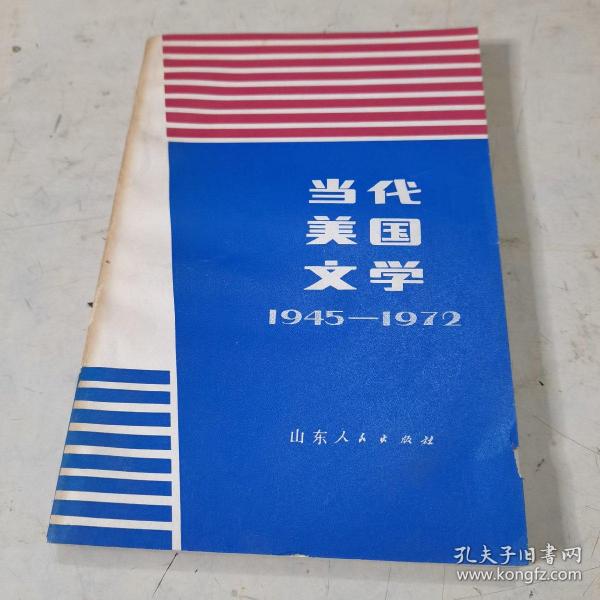 当代
美国
文学
1945—1972
山东人民出版社
孔夫子旧書网
www.kongfz.com